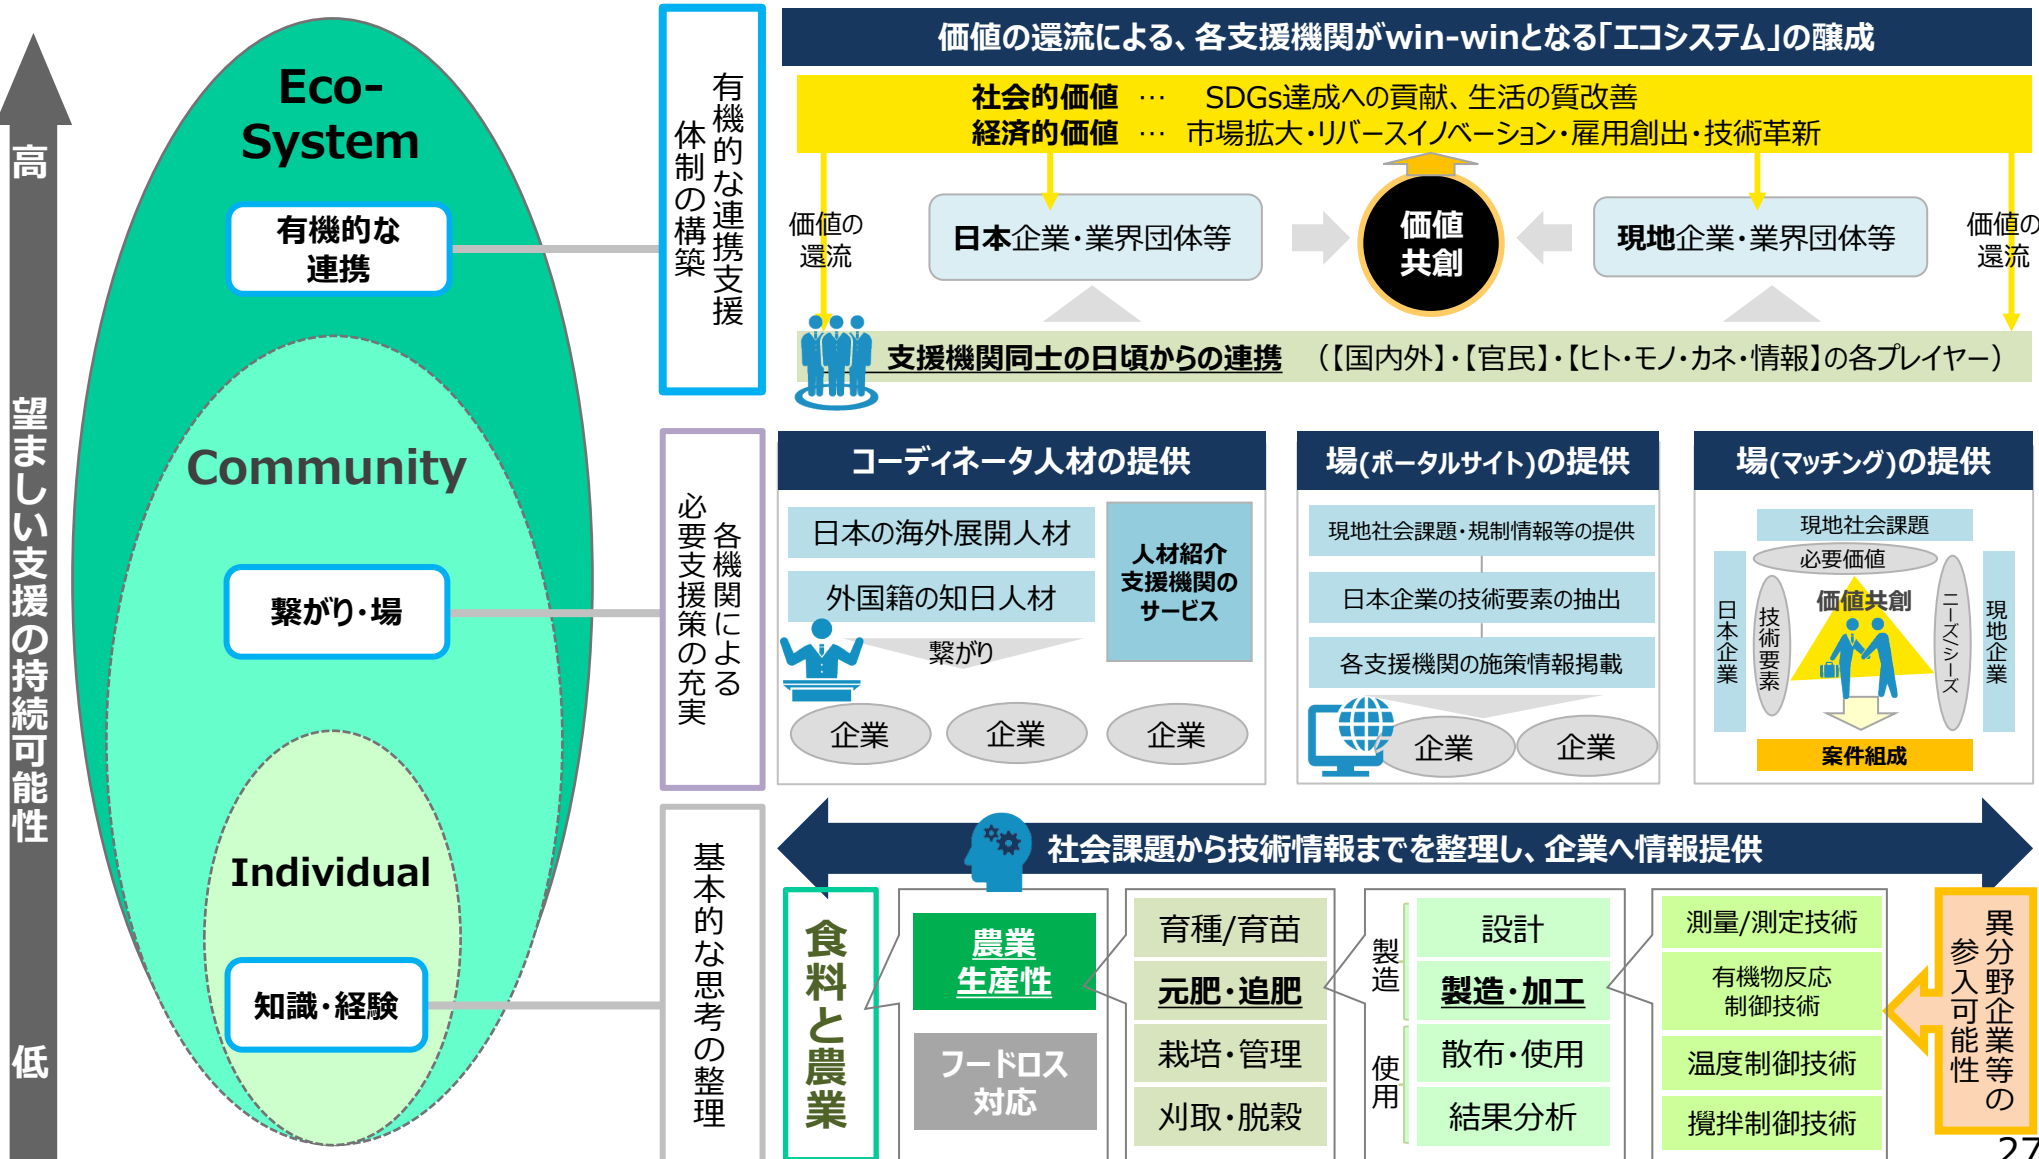 高
望ましい支援の持続可能性
低
Eco-
System
有機的な
連携
Community
繋がり・場
Individual
知識・経験
有機的な連携支援
体制の構築
価値の還流による、各支援機関がwin-winとなる「エコシステム」の醸成
社会的価値 … SDGs達成への貢献、生活の質改善
経済的価値 … 市場拡大・リバースイノベーション・雇用創出・技術革新
価値の
還流
日本企業・業界団体等
価値
共創
現地企業・業界団体等
価値の
還流
支援機関同士の日頃からの連携 (【国内外】・【官民】・【ヒト・モノ・カネ・情報】の各プレイヤー)
各機関による
必要支援策の充実
コーディネータ人材の提供
日本の海外展開人材
外国籍の知日人材
繋がり
人材紹介
支援機関の
サービス
企業
企業
企業
場(ポータルサイト)の提供
現地社会課題・規制情報等の提供
日本企業の技術要素の抽出
各支援機関の施策情報掲載
企業
企業
場(マッチング)の提供
現地社会課題
必要価値
日本企業
技術要素
価値共創
ニーズ/シーズ
現地企業
案件組成
基本的な思考の整理
社会課題から技術情報までを整理し、企業へ情報提供
食料と農業
農業
生産性
フードロス
対応
育種/育苗
元肥・追肥
栽培・管理
刈取・脱穀
製造
使用
設計
製造・加工
散布・使用
結果分析
測量/測定技術
有機物反応
制御技術
温度制御技術
攪拌制御技術
異分野企業等の
参入可能性
27